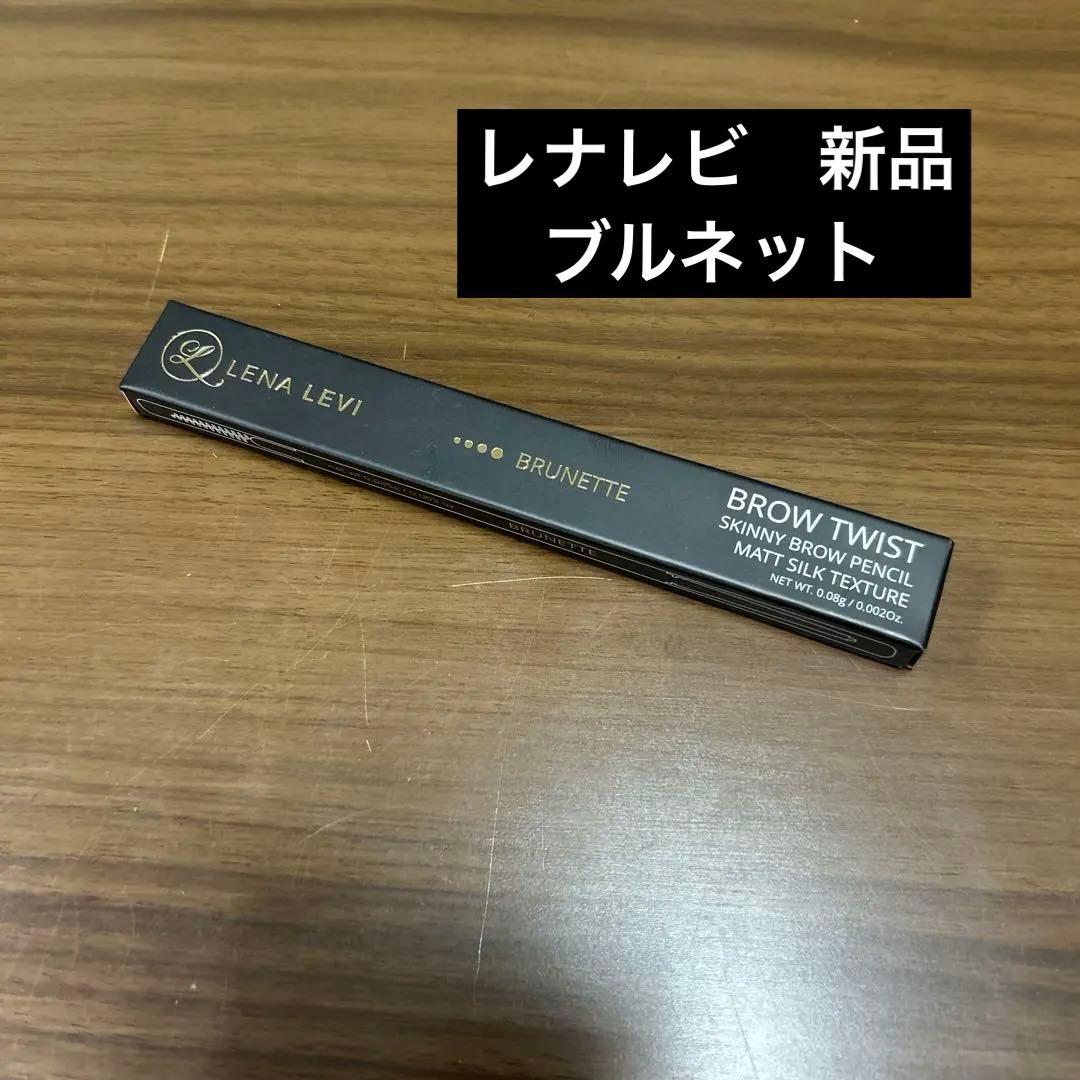 レナレビ　新品
ブルネット
L LENA LEVI
BRUNETTE
BROW TWIST
SKINNY BROW PENCIL
MATT SILK TEXTURE
NET WT. 0.08g / 0.002Oz.
BRUNETTE